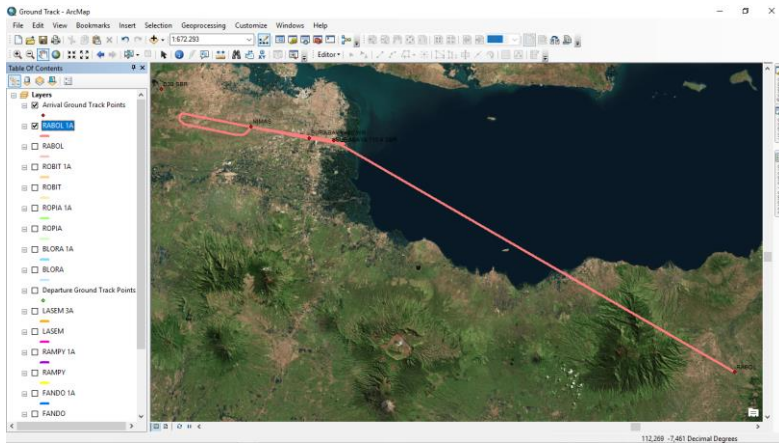 Ground Track - ArcMap
File Edit View Bookmarks Insert Selection Geoprocessing Customize Windows Help
1:672.293
Editor
Table Of Contents
Layers
Arrival Ground Track Points
RABOL 1A
RABOL
ROBIT 1A
ROBIT
ROPIA 1A
ROPIA
BLORA 1A
BLORA
Departure Ground Track Points
LASEM 3A
LASEM
RAMPY 1A
RAMPY
FANDO 1A
FANDO
RABOL
112,269 -7,461 Decimal Degrees